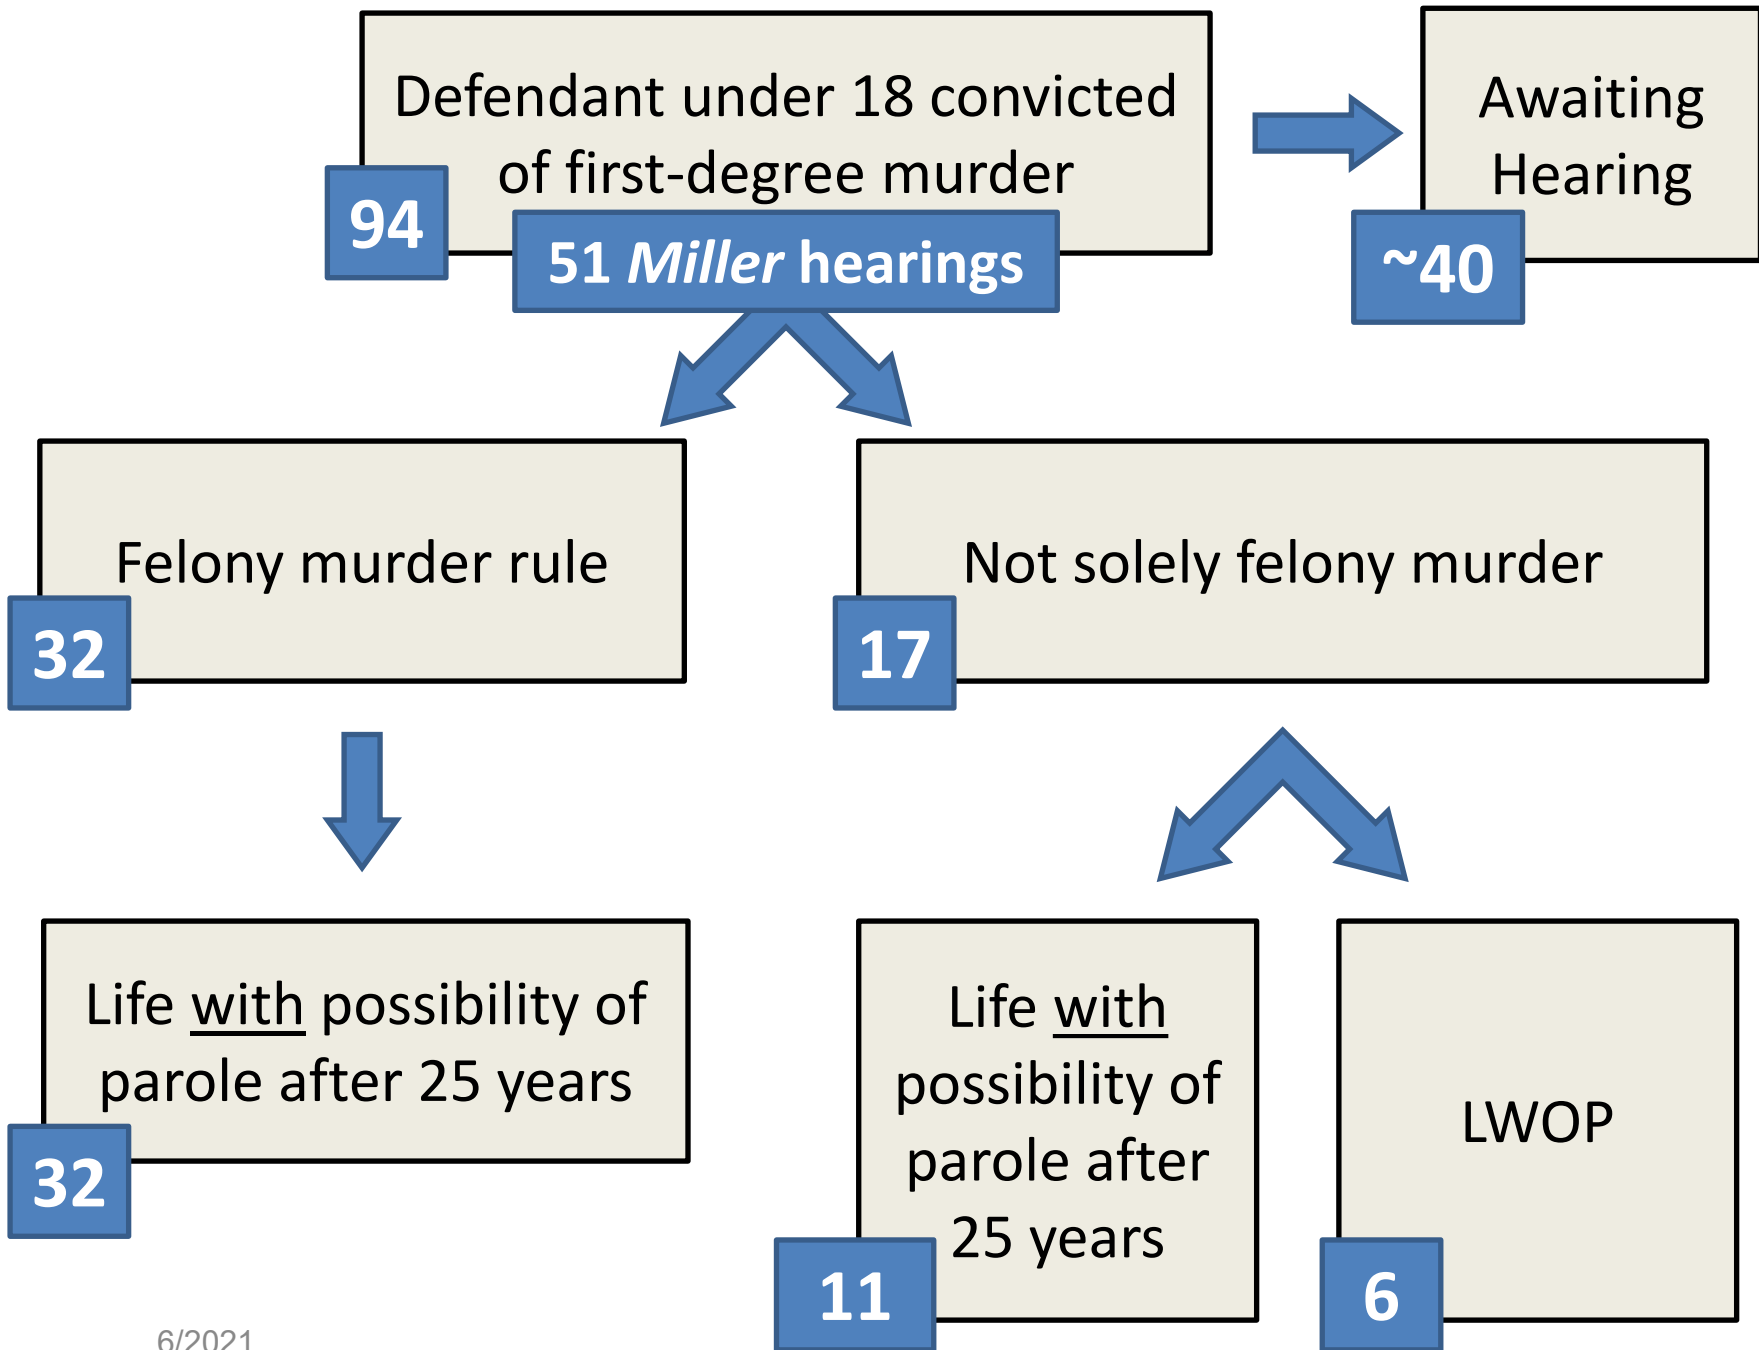 Defendant under 18 convicted
of first-degree murder
94
51 Miller hearings
Awaiting
Hearing
~40
Felony murder rule
32
Not solely felony murder
17
Life with possibility of
parole after 25 years
32
Life with
possibility of
parole after
25 years
11
LWOP
6
6/2021